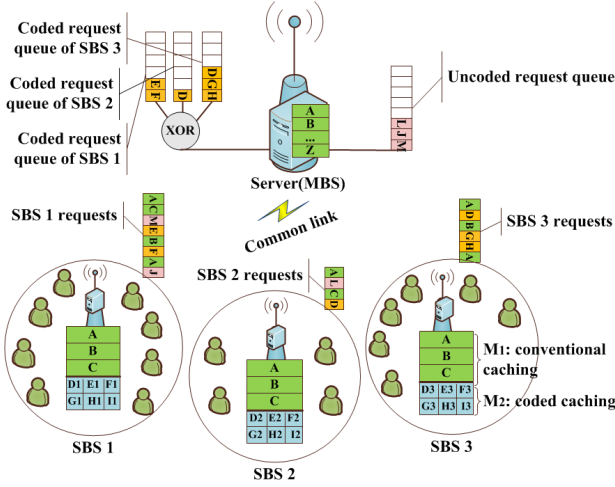 Coded request
queue of SBS 3
Coded request
queue of SBS 2
Coded request
queue of SBS 1
E F
D
D G H
XOR
A
B
...
Z
Server(MBS)
Uncoded request queue
L J M
Common link
SBS 1 requests
A C M E B F A J
SBS 2 requests
A L C D
SBS 3 requests
A D B G H A
A
B
C
D1 E1 F1
G1 H1 I1
SBS 1
A
B
C
D2 E2 F2
G2 H2 I2
SBS 2
A
B
C
D3 E3 F3
G3 H3 I3
SBS 3
M1: conventional
caching
M2: coded caching